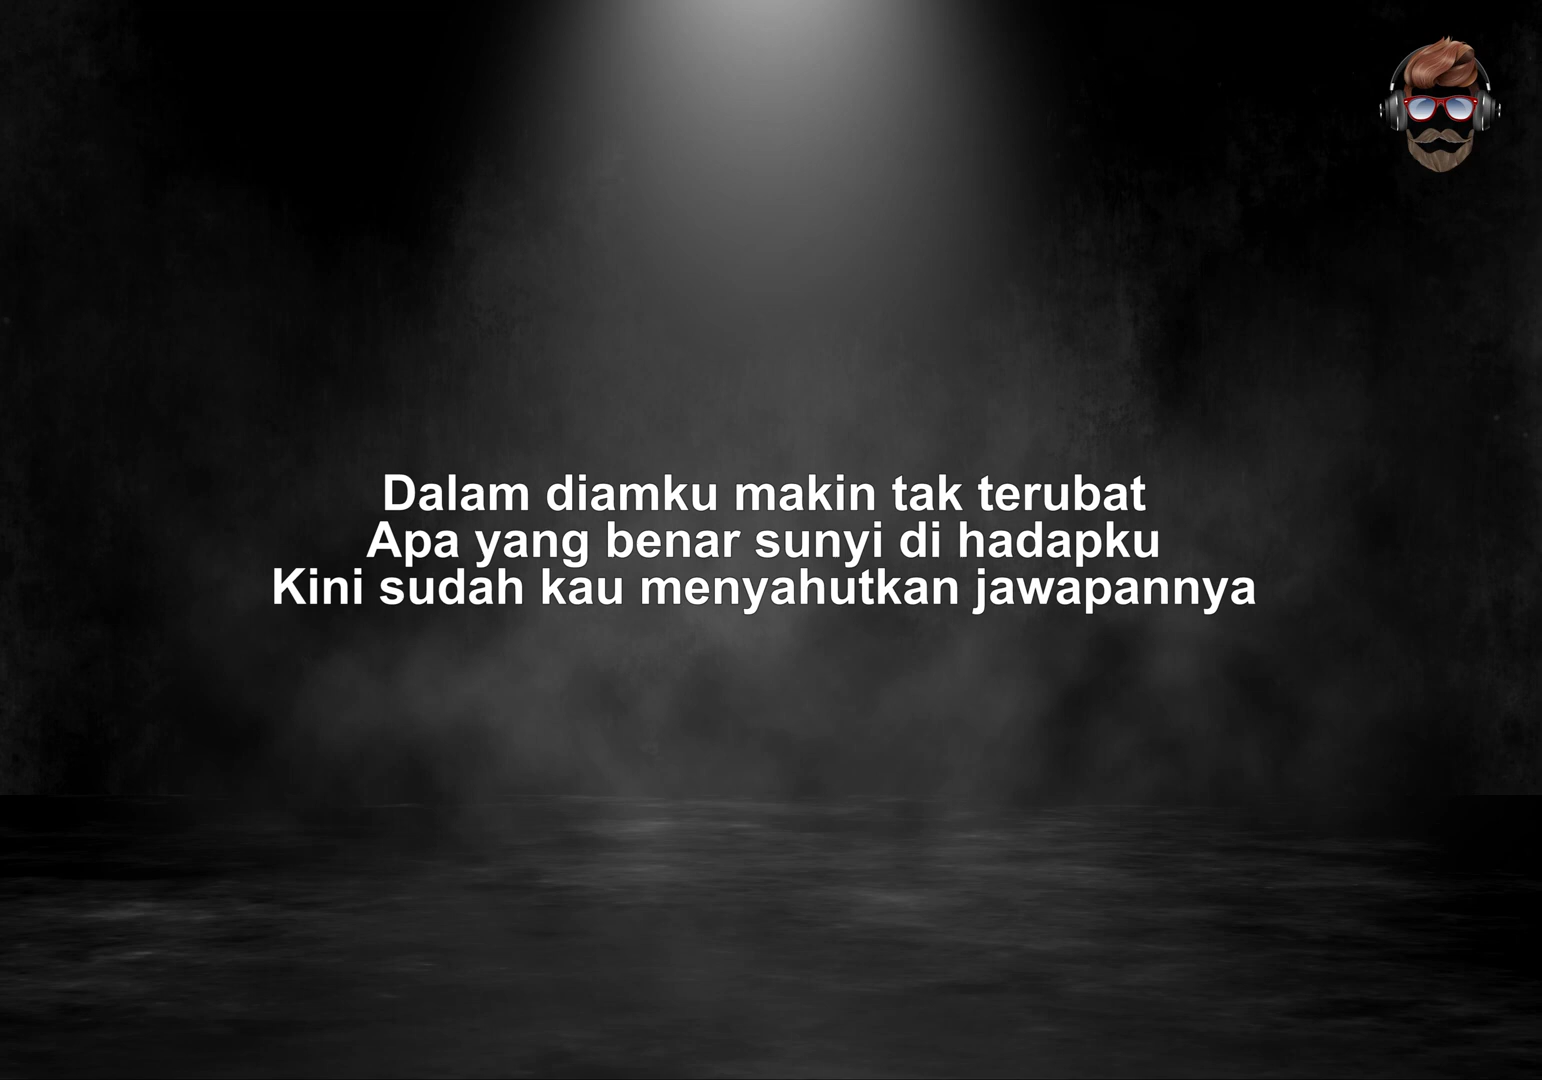 Dalam diamku makin tak terubat
Apa yang benar sunyi di hadapku
Kini sudah kau menyahutkan jawapannya